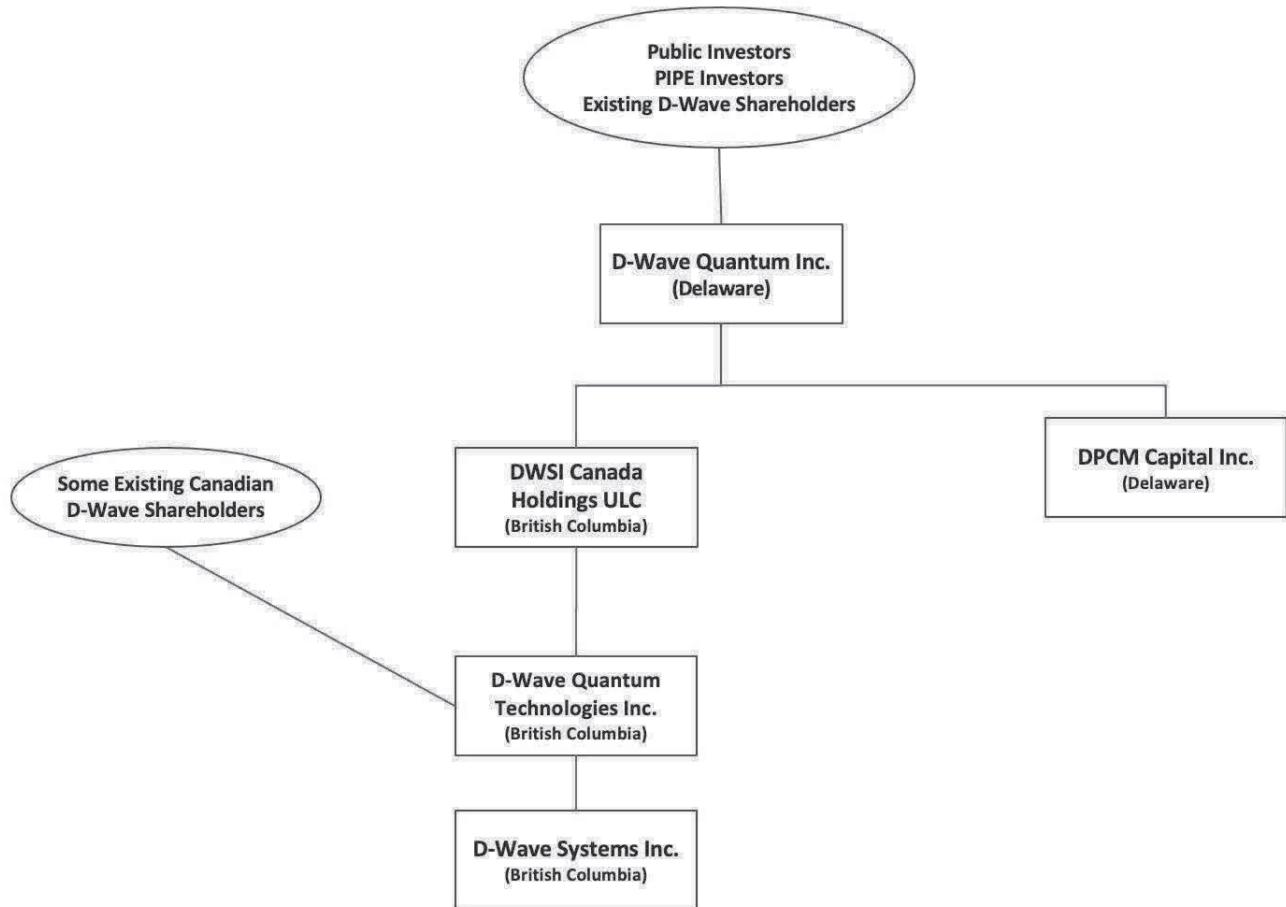 Public Investors
PIPE Investors
Existing D-Wave Shareholders
D-Wave Quantum Inc.
(Delaware)
DWSI Canada
Holdings ULC
(British Columbia)
DPCM Capital Inc.
(Delaware)
Some Existing Canadian
D-Wave Shareholders
D-Wave Quantum
Technologies Inc.
(British Columbia)
D-Wave Systems Inc.
(British Columbia)